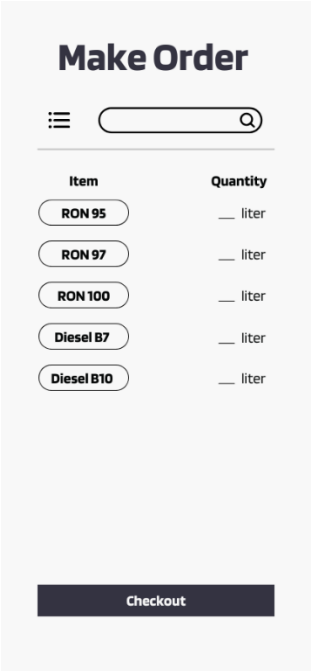 Make Order
Item Quantity
RON 95 __ liter
RON 97 __ liter
RON 100 __ liter
Diesel B7 __ liter
Diesel B10 __ liter
Checkout